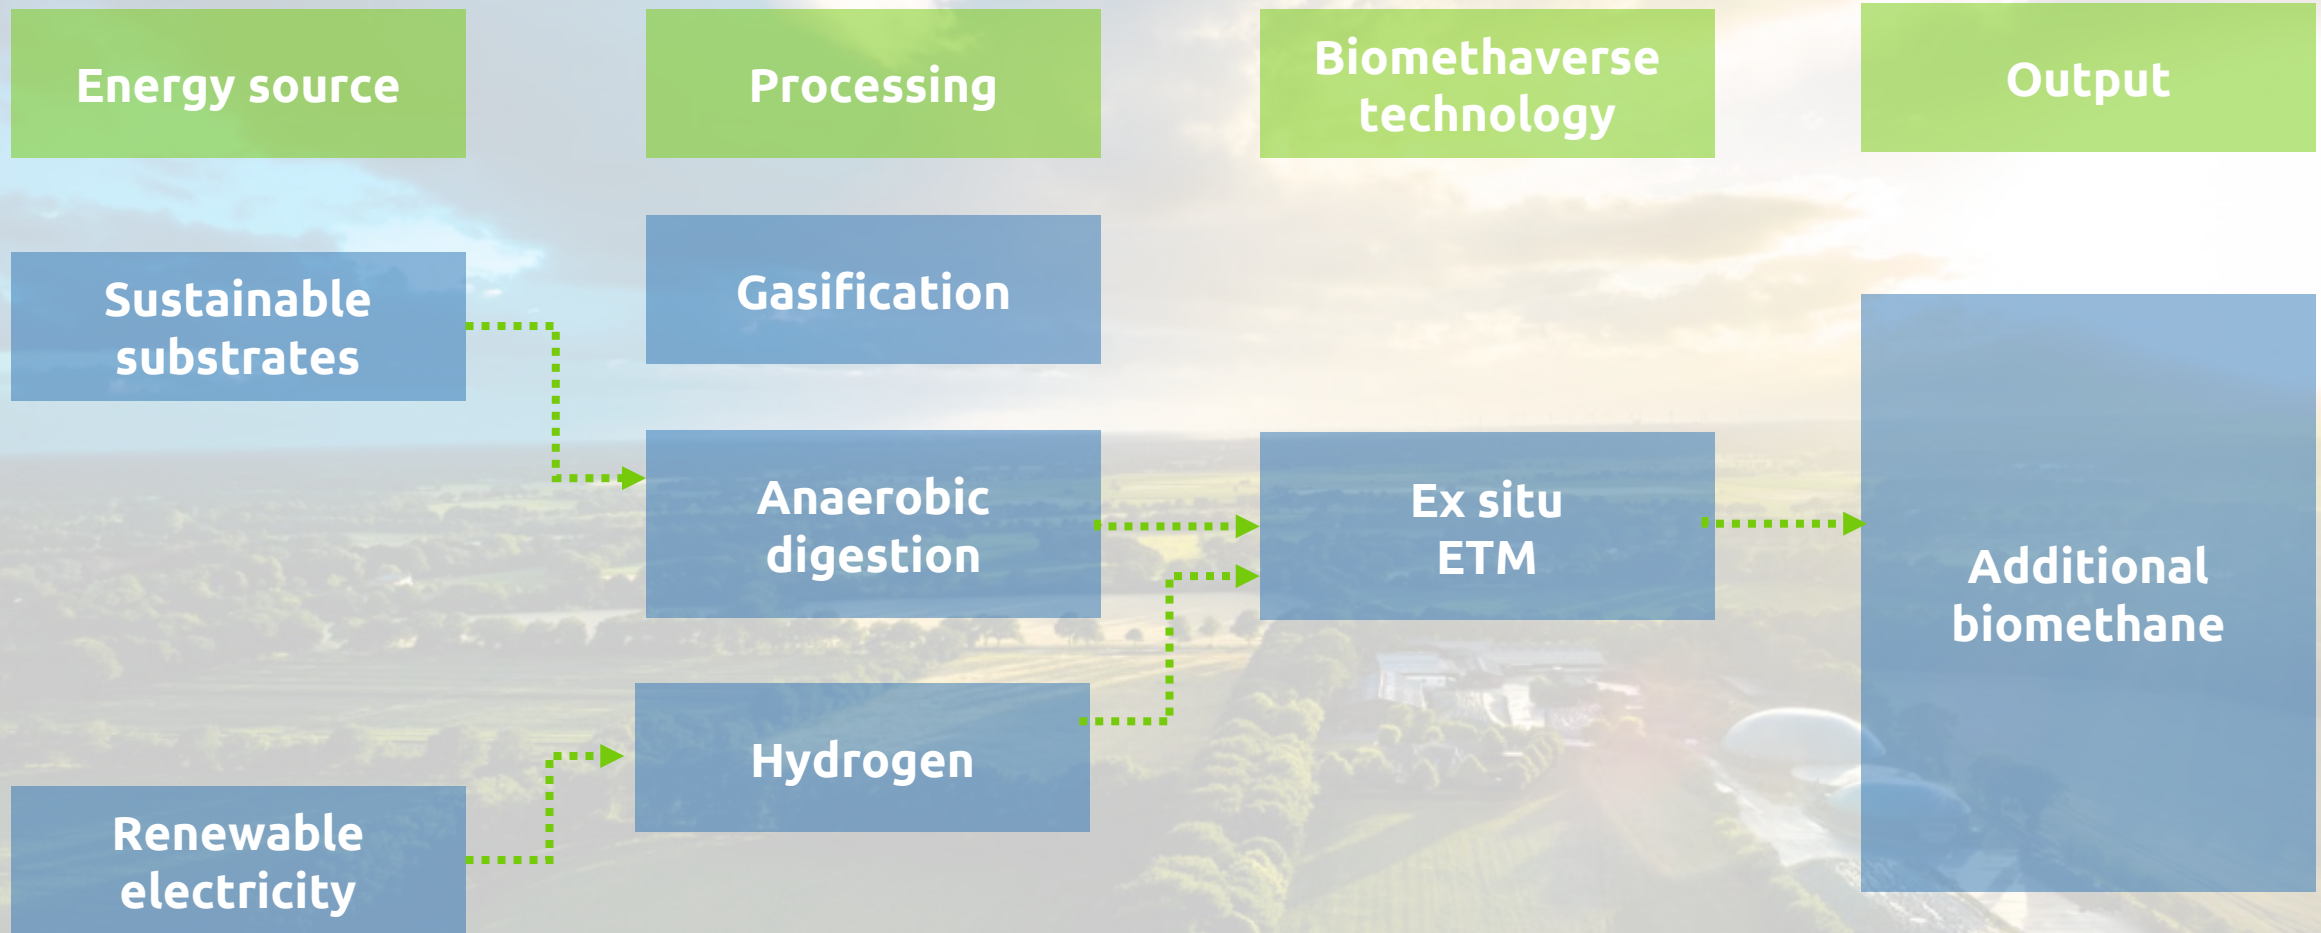 Energy source
Processing
Biomethaverse
technology
Output
Sustainable
substrates
Gasification
Anaerobic
digestion
Ex situ
ETM
Additional
biomethane
Hydrogen
Renewable
electricity